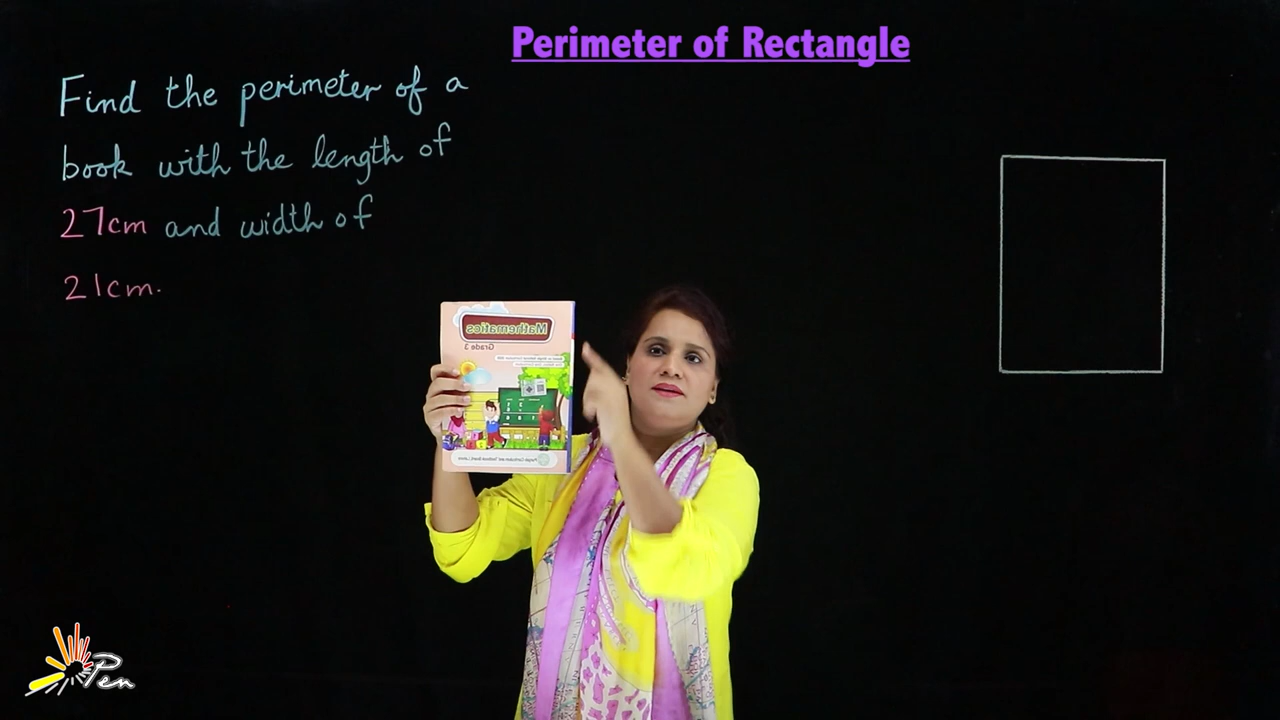 Perimeter of Rectangle
Find the perimeter of a
book with the length of
27cm and width of
21cm.
Mathematics
Grade 3
Pen